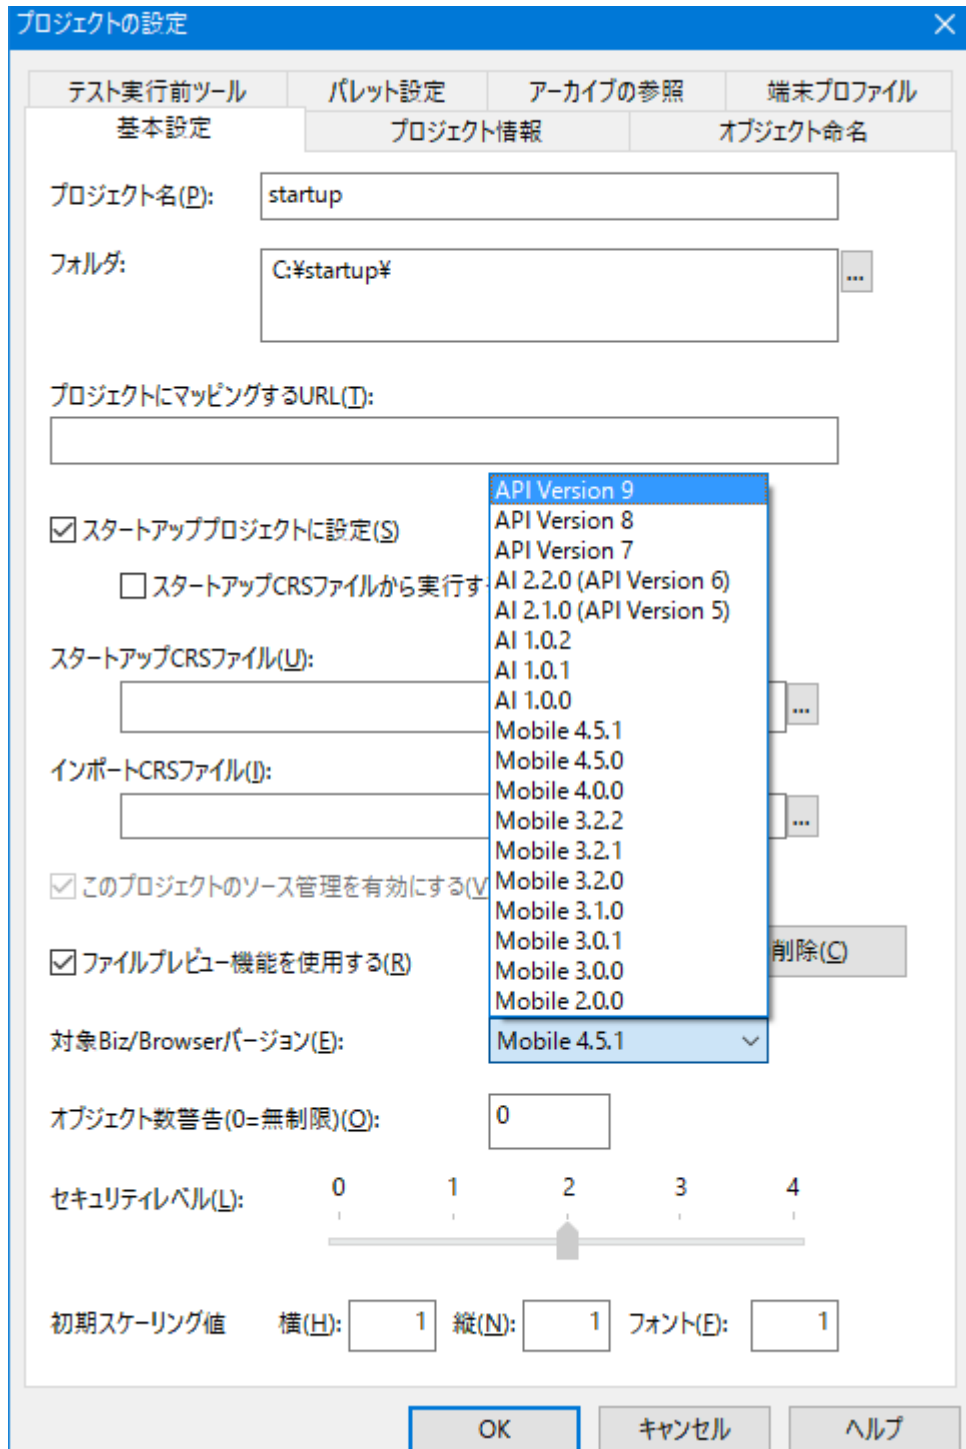 プロジェクトの設定
テスト実行前ツール パレット設定 アーカイブの参照 端末プロファイル
基本設定 プロジェクト情報 オブジェクト命名
プロジェクト名(P): startup
フォルダ: C:¥startup¥
...
プロジェクトにマッピングするURL(T):
スタートアッププロジェクトに設定(S)
スタートアップCRSファイルから実行す
スタートアップCRSファイル(U):
...
インポートCRSファイル(I):
...
このプロジェクトのソース管理を有効にする(V
ファイルプレビュー機能を使用する(R)
削除(C)
API Version 9
API Version 8
API Version 7
AI 2.2.0 (API Version 6)
AI 2.1.0 (API Version 5)
AI 1.0.2
AI 1.0.1
AI 1.0.0
Mobile 4.5.1
Mobile 4.5.0
Mobile 4.0.0
Mobile 3.2.2
Mobile 3.2.1
Mobile 3.2.0
Mobile 3.1.0
Mobile 3.0.1
Mobile 3.0.0
Mobile 2.0.0
対象Biz/Browserバージョン(E): Mobile 4.5.1
オブジェクト数警告(0=無制限)(O): 0
セキュリティレベル(L): 0 1 2 3 4
初期スケーリング値 横(H): 1 縦(N): 1 フォント(F): 1
OK キャンセル ヘルプ